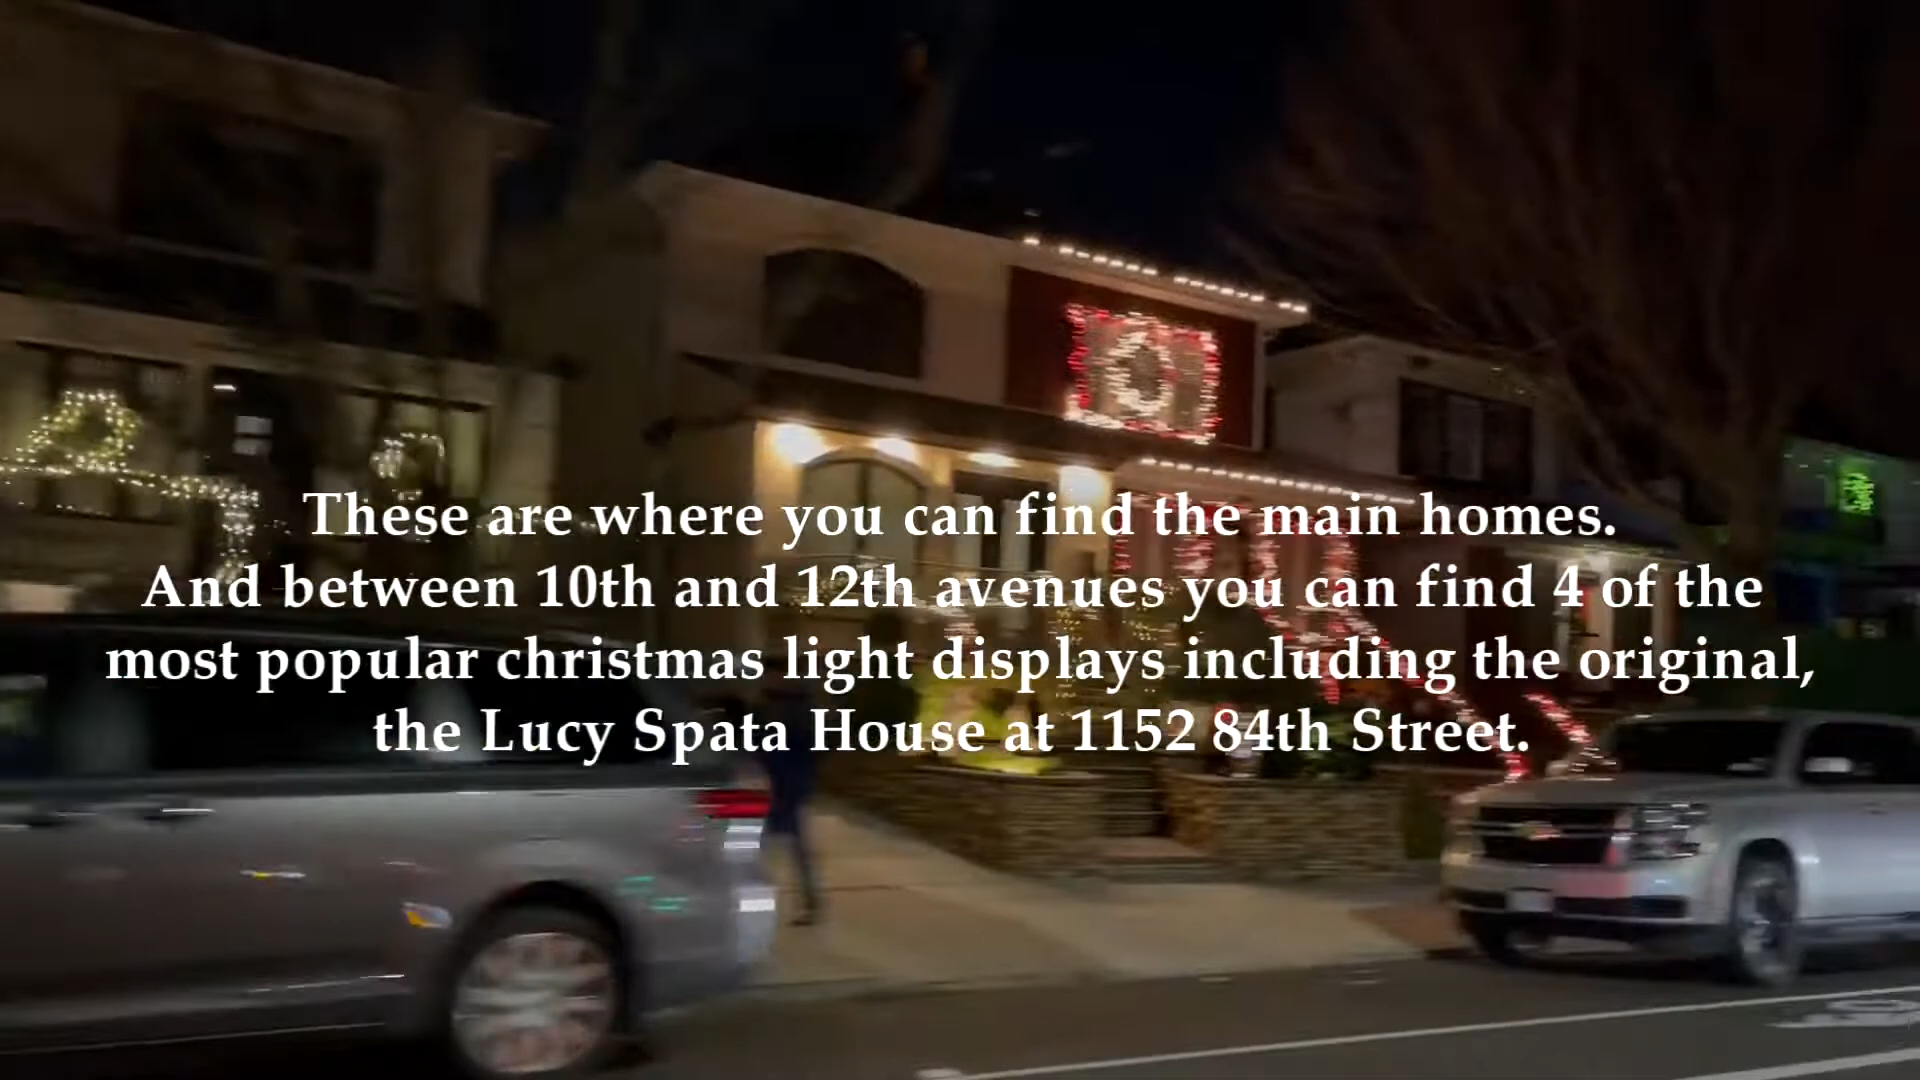 These are where you can find the main homes.
And between 10th and 12th avenues you can find 4 of the
most popular christmas light displays including the original,
the Lucy Spata House at 1152 84th Street.